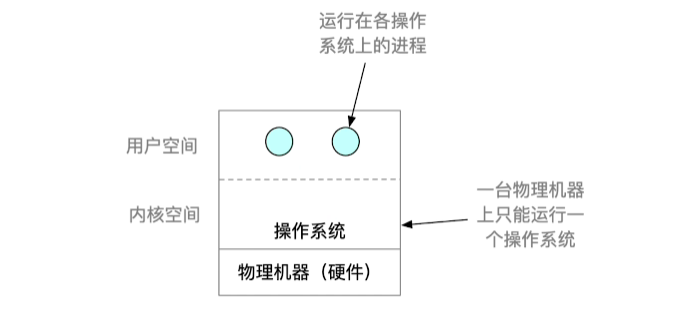 运行在各操作
系统上的进程
用户空间
内核空间
一台物理机器
上只能运行一
个操作系统
操作系统
物理机器（硬件）